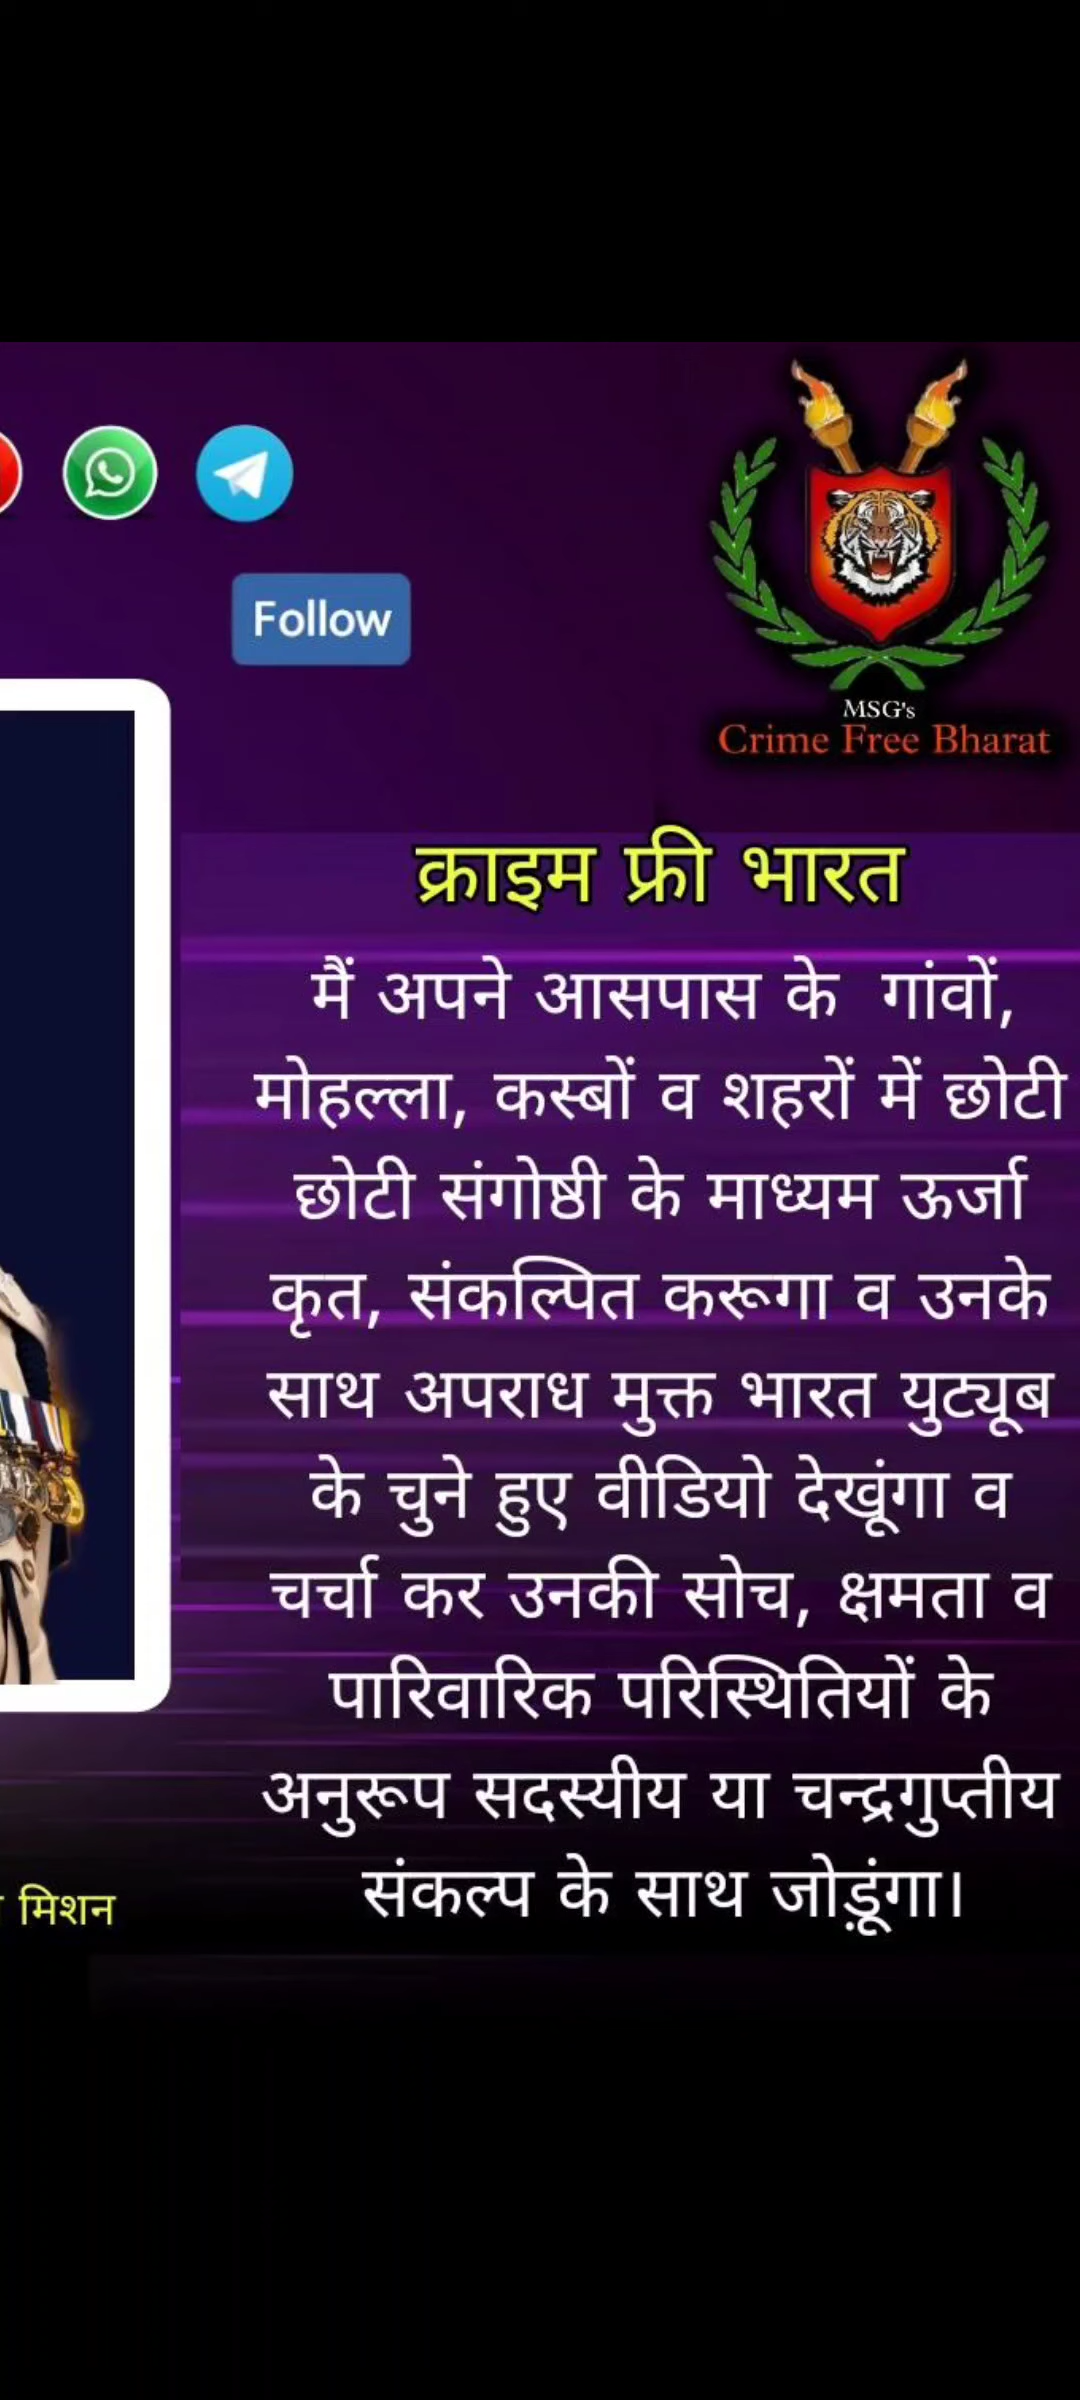 Follow
MSG's
Crime Free Bharat
क्राइम फ्री भारत
मैं अपने आसपास के गांवों,
मोहल्ला, कस्बों व शहरों में छोटी
छोटी संगोष्ठी के माध्यम ऊर्जा
कृत, संकल्पित करूगा व उनके
साथ अपराध मुक्त भारत युट्यूब
के चुने हुए वीडियो देखूंगा व
चर्चा कर उनकी सोच, क्षमता व
पारिवारिक परिस्थितियों के
अनुरूप सदस्यीय या चन्द्रगुप्तीय
संकल्प के साथ जोड़ूंगा।
मिशन